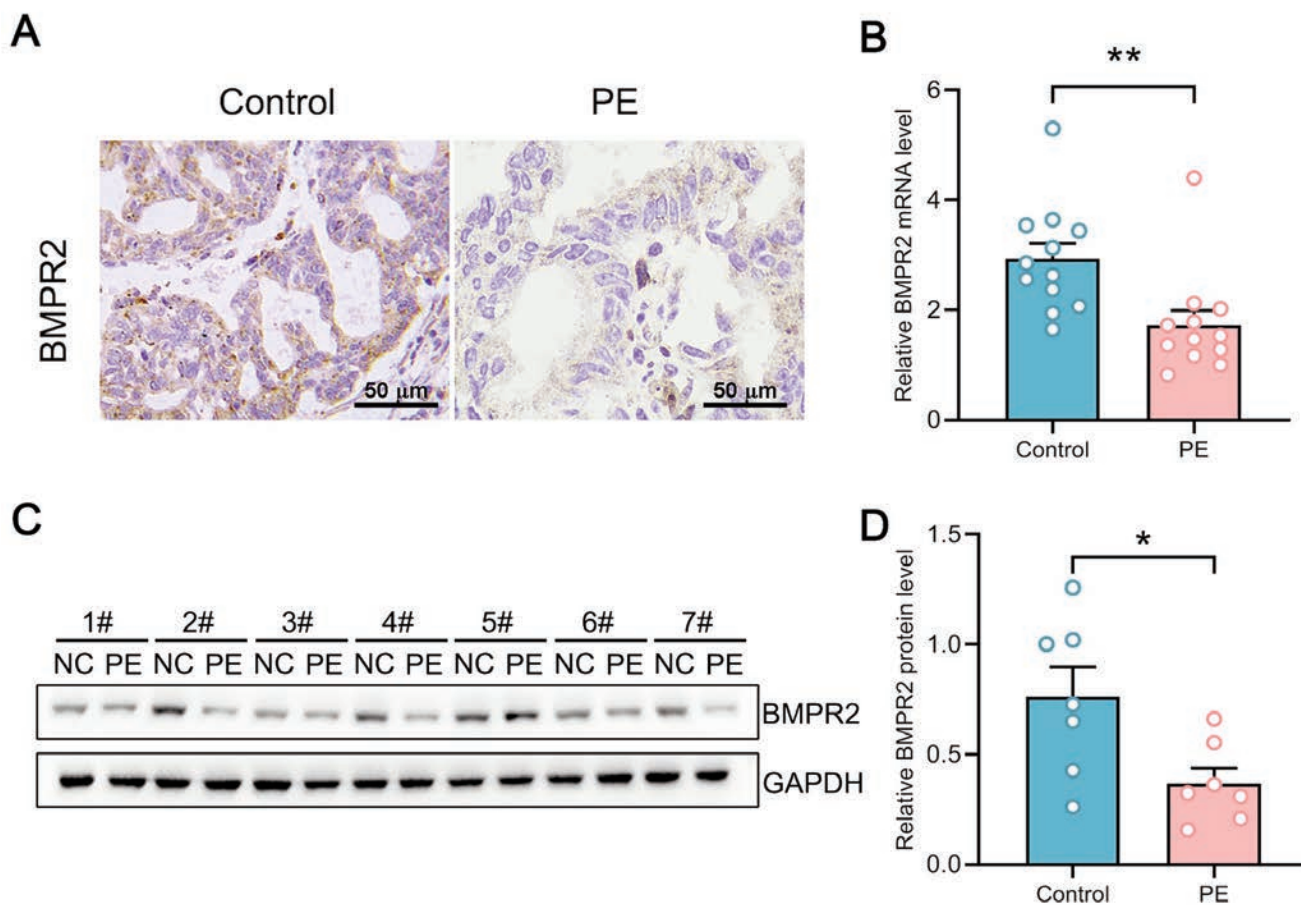 A
Control
PE
BMPR2
50 μm
50 μm
B
**
Relative BMPR2 mRNA level
6
4
2
0
Control
PE
C
1# 2# 3# 4# 5# 6# 7#
NC PE NC PE NC PE NC PE NC PE NC PE NC PE
BMPR2
GAPDH
D
*
Relative BMPR2 protein level
1.5
1.0
0.5
0.0
Control
PE